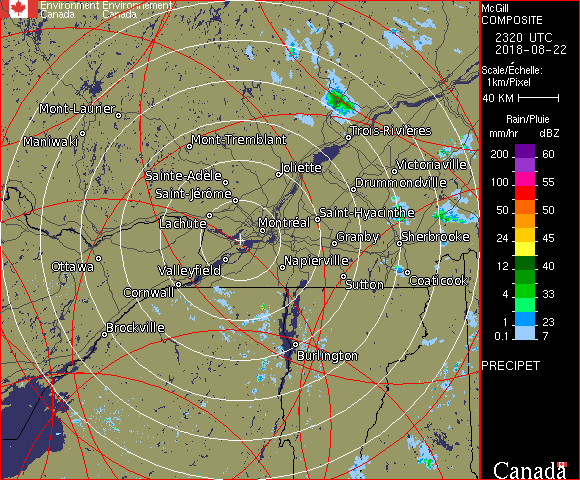 Environment Environnement
Canada Canada
McGill
COMPOSITE
2320 UTC
2018-08-22
Scale/Échelle:
1km/Pixel
40 KM
Rain/Pluie
mm/hr dBZ
200 60
100 55
50 50
24 45
12 40
4 33
1 23
0.1 7
PRECIPET
Canada
Mont-Laurier
Maniwaki
Mont-Tremblant
Trois-Rivières
Sainte-Adèle
Joliette
Victoriaville
Saint-Jérôme
Drummondville
Lachute
Montréal
Saint-Hyacinthe
Granby
Sherbrooke
Ottawa
Valleyfield
Napierville
Cornwall
Sutton
Coaticook
Brockville
Burlington